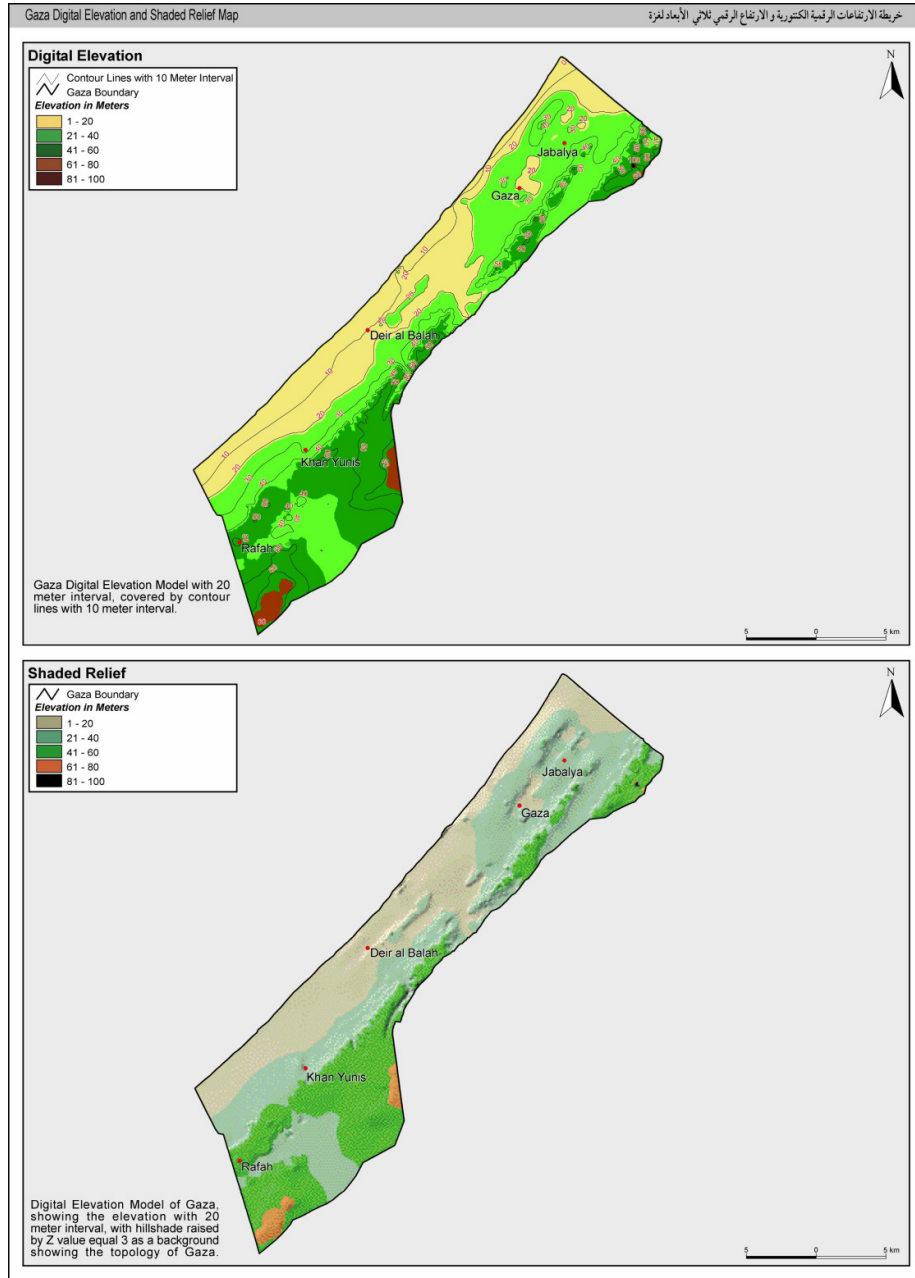 Gaza Digital Elevation and Shaded Relief Map
خريطة الارتفاعات الرقمية الكنتورية و الارتفاع الرقمي ثلاثي الأبعاد لغزة
Digital Elevation
Contour Lines with 10 Meter Interval
Gaza Boundary
Elevation in Meters
1 - 20
21 - 40
41 - 60
61 - 80
81 - 100
N
Jabalya
Gaza
Deir al Balah
Khan Yunis
Rafah
Gaza Digital Elevation Model with 20
meter interval, covered by contour
lines with 10 meter interval.
5 0 5 km
Shaded Relief
Gaza Boundary
Elevation in Meters
1 - 20
21 - 40
41 - 60
61 - 80
81 - 100
N
Jabalya
Gaza
Deir al Balah
Khan Yunis
Rafah
Digital Elevation Model of Gaza,
showing the elevation with 20
meter interval, with hillshade raised
by Z value equal 3 as a background
showing the topology of Gaza.
5 0 5 km